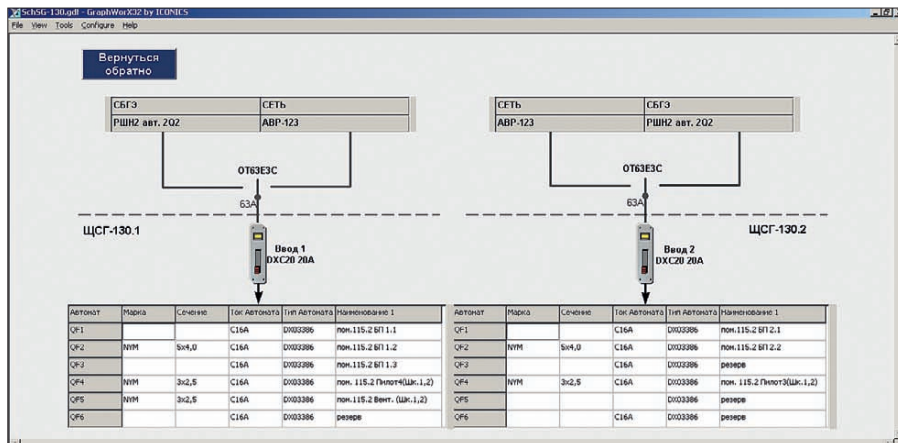 SchSG-130.gdf - GraphWorX32 by ICONICS
File View Tools Configure Help
Вернуться
обратно
СБГЭ СЕТЬ
РШН2 авт. 2Q2 АВР-123
СЕТЬ СБГЭ
АВР-123 РШН2 авт. 2Q2
ОТ63Е3С
63А
ОТ63Е3С
63А
ЩСГ-130.1
ЩСГ-130.2
Ввод 1
DXC20 20А
Ввод 2
DXC20 20А
Автомат Марка Сечение Ток Автомата Тип Автомата Наименование 1
QF1 C16A DX03386 пом.115.2 БП 1.1
QF2 NYM 5x4,0 C16A DX03386 пом.115.2 БП 1.2
QF3 C16A DX03386 пом.115.2 БП 1.3
QF4 NYM 3x2,5 C16A DX03386 пом. 115.2 Пилот4(Шк.1,2)
QF5 NYM 3x2,5 C16A DX03386 пом.115.2 Вент. (Шк.1,2)
QF6 C16A DX03386 резерв
Автомат Марка Сечение Ток Автомата Тип Автомата Наименование 1
QF1 C16A DX03386 пом.115.2 БП 2.1
QF2 NYM 5x4,0 C16A DX03386 пом.115.2 БП 2.2
QF3 C16A DX03386 резерв
QF4 NYM 3x2,5 C16A DX03386 пом. 115.2 Пилот3(Шк.1,2)
QF5 DX03386 резерв
QF6 C16A DX03386 резерв